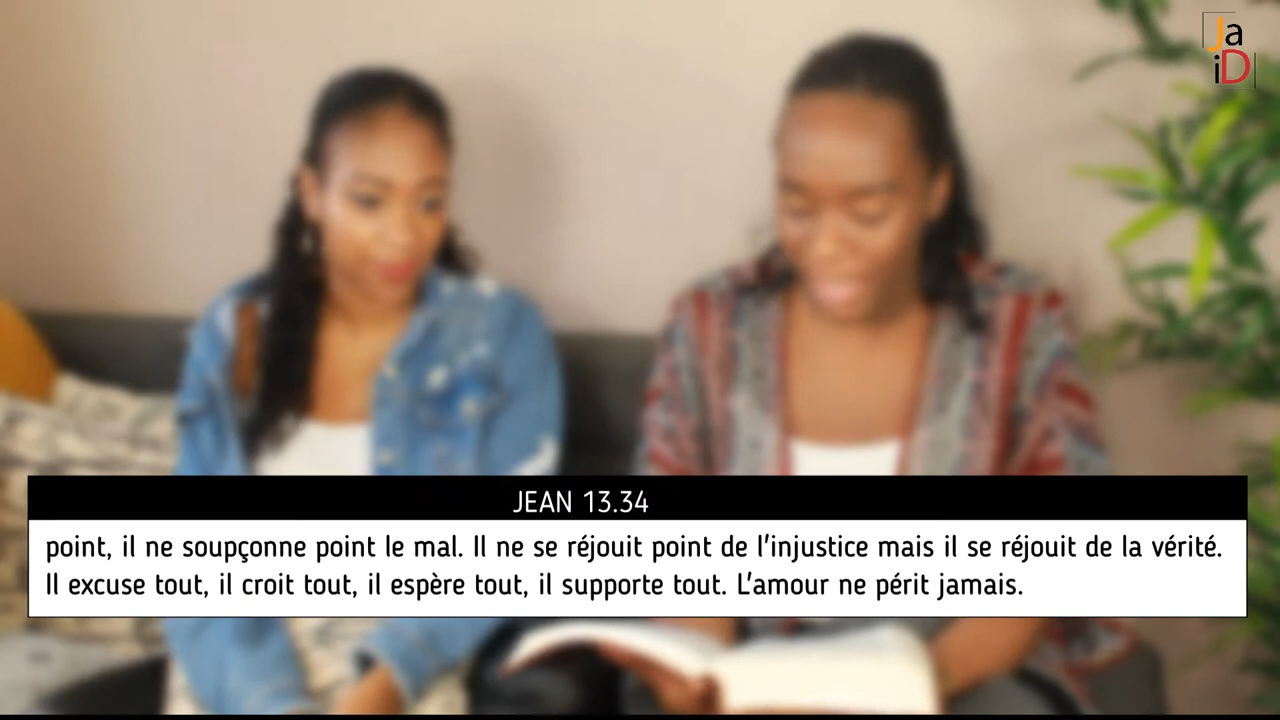 Ja
iD
JEAN 13.34
point, il ne soupçonne point le mal. Il ne se réjouit point de l'injustice mais il se réjouit de la vérité.
Il excuse tout, il croit tout, il espère tout, il supporte tout. L'amour ne périt jamais.